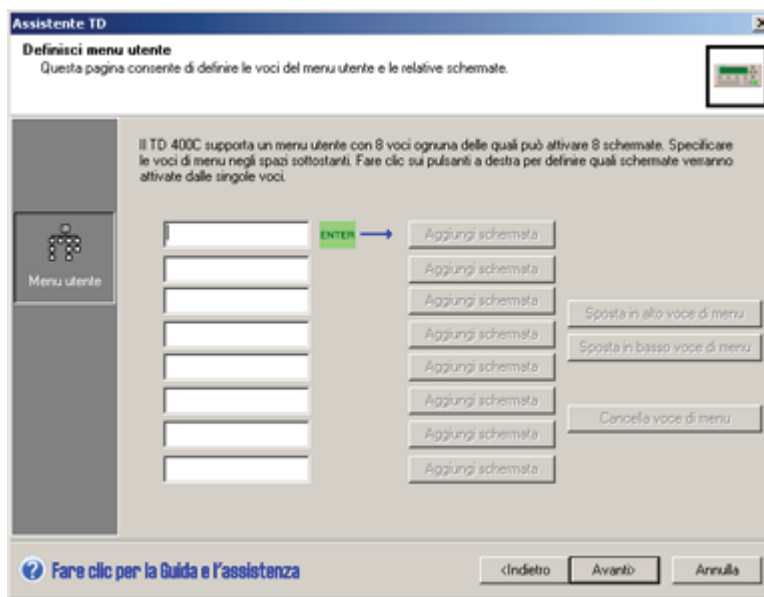 Assistente TD
Definisci menu utente
Questa pagina consente di definire le voci del menu utente e le relative schermate.
Il TD 400C supporta un menu utente con 8 voci ognuna delle quali può attivare 8 schermate. Specificare
le voci di menu negli spazi sottostanti. Fare clic sui pulsanti a destra per definire quali schermate verranno
attivate dalle singole voci.
Menu utente
ENTER
Aggiungi schermata
Aggiungi schermata
Aggiungi schermata
Sposta in alto voce di menu
Aggiungi schermata
Sposta in basso voce di menu
Aggiungi schermata
Aggiungi schermata
Cancella voce di menu
Aggiungi schermata
Aggiungi schermata
Fare clic per la Guida e l'assistenza
<Indietro
Avanti>
Annulla